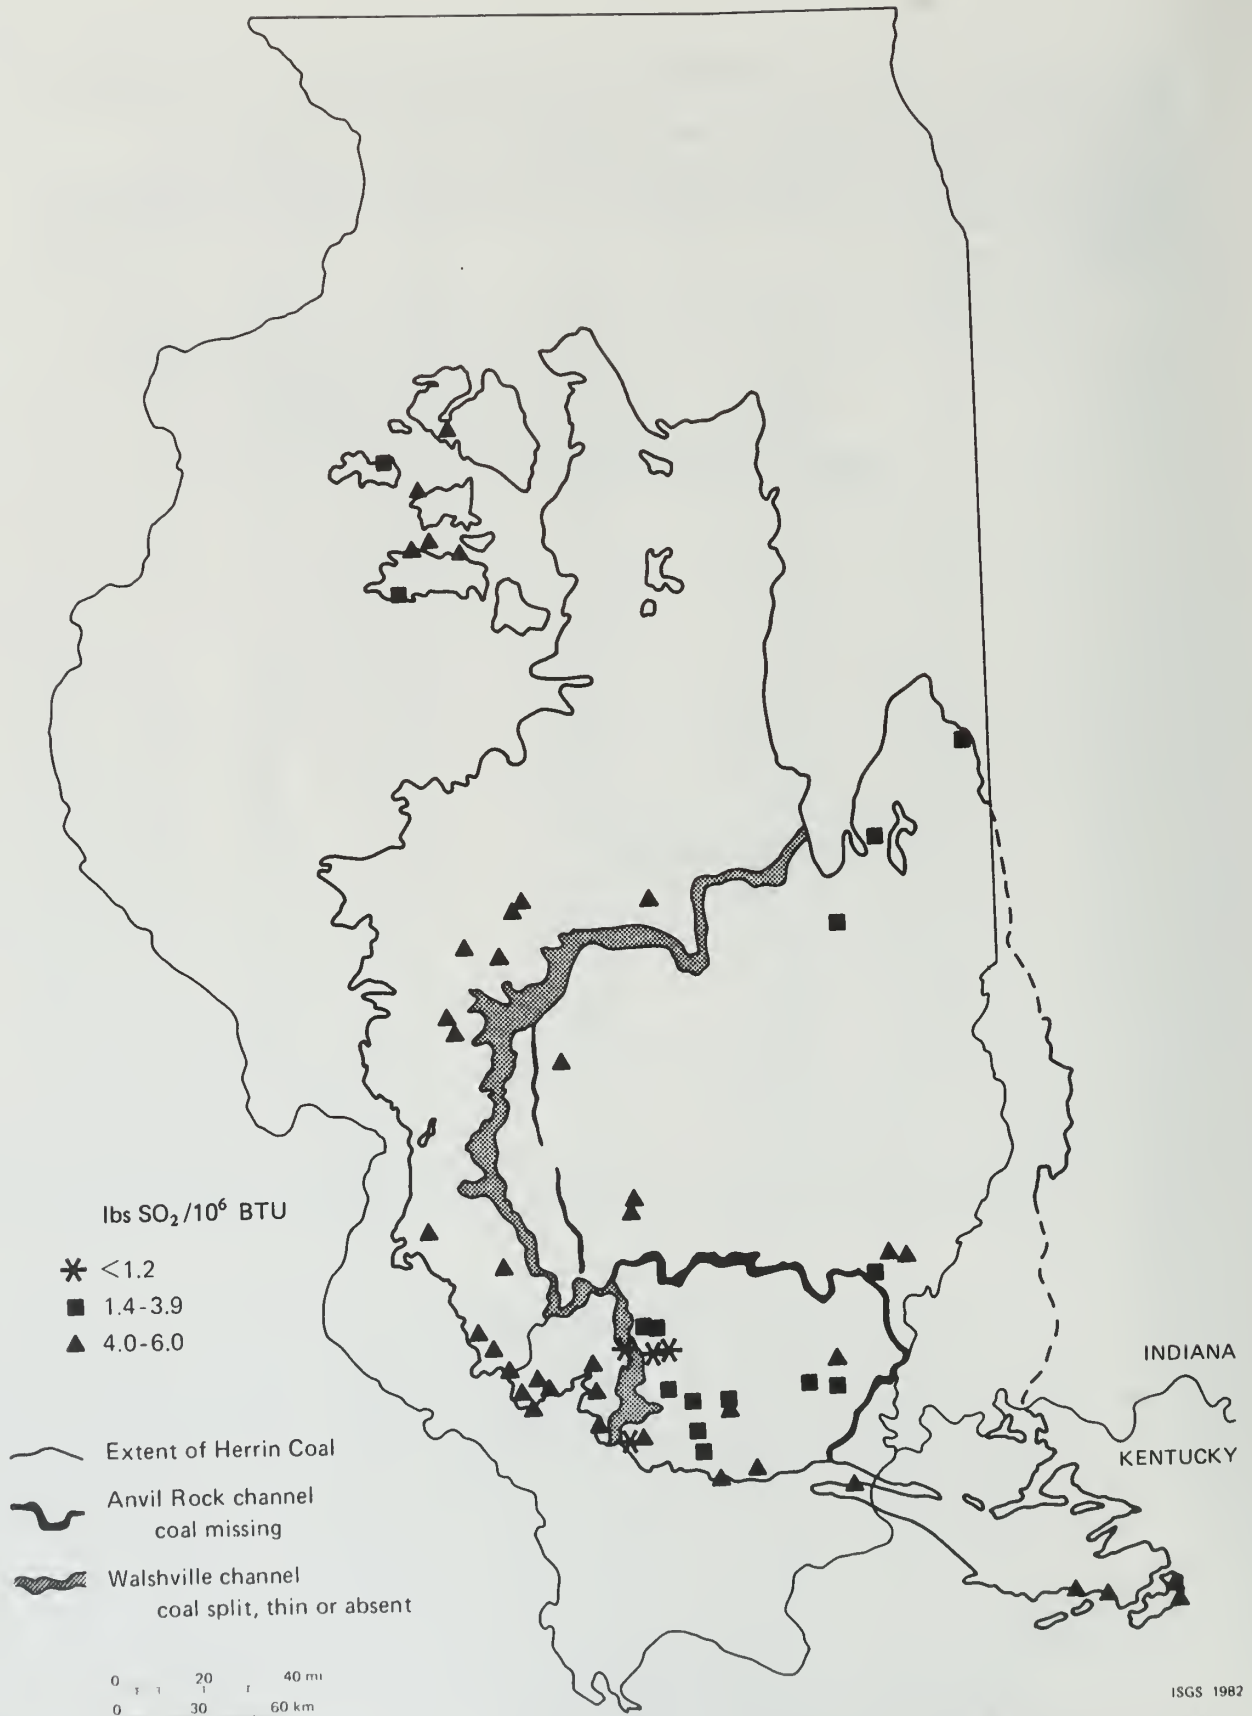 lbs SO₂/10⁶ BTU
<1.2
1.4-3.9
4.0-6.0
INDIANA
KENTUCKY
Extent of Herrin Coal
Anvil Rock channel
coal missing
Walshville channel
coal split, thin or absent
0 20 40 mi
0 30 60 km
ISGS 1982